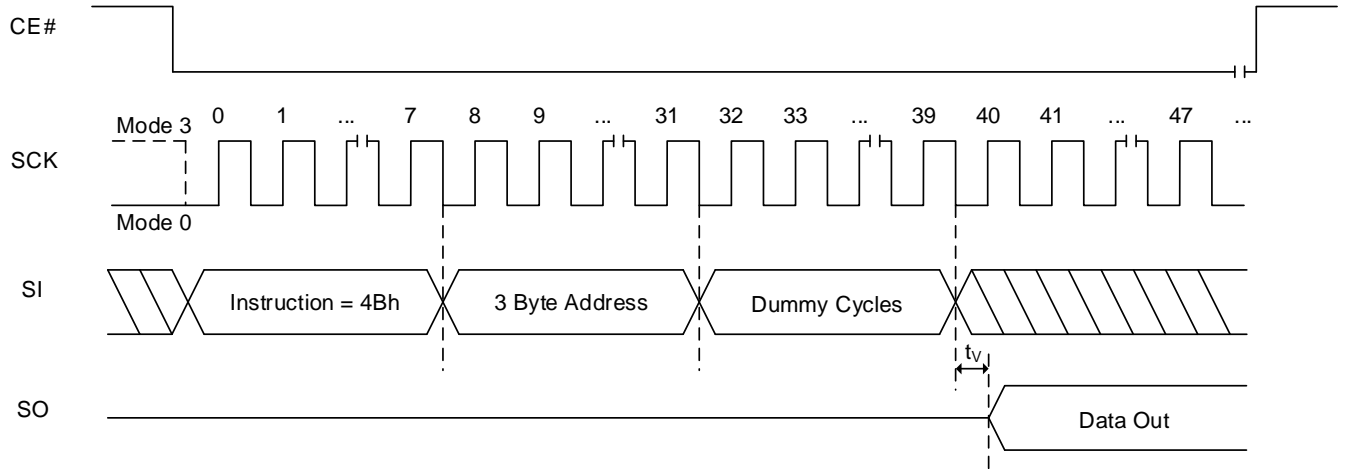 CE#
Mode 3 0 1 ... 7 8 9 ... 31 32 33 ... 39 40 41 ... 47 ...
SCK
Mode 0
SI Instruction = 4Bh 3 Byte Address Dummy Cycles
tV
SO Data Out